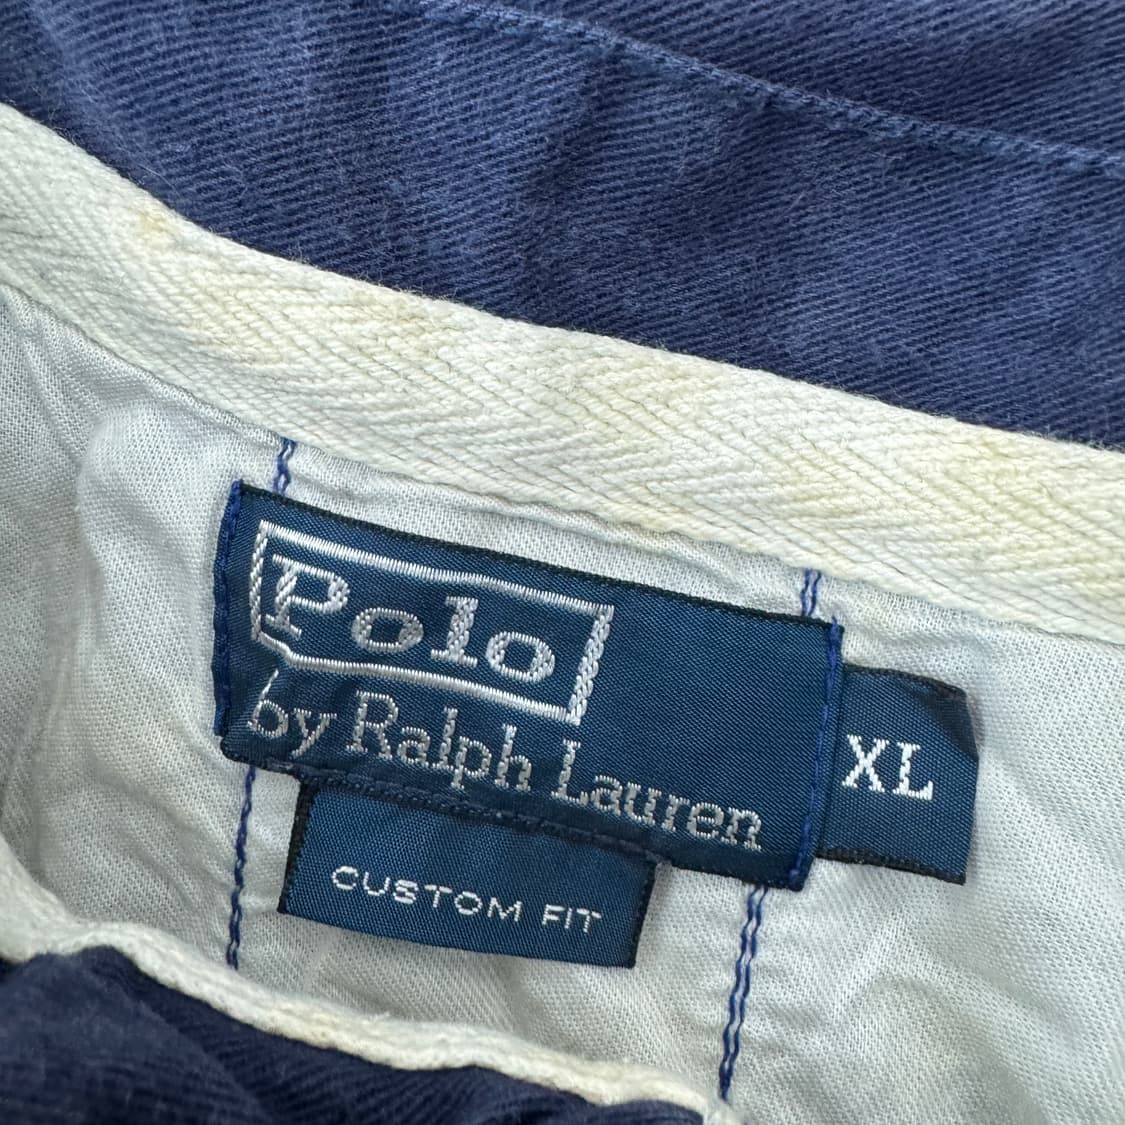 Polo
by Ralph Lauren
XL
CUSTOM FIT